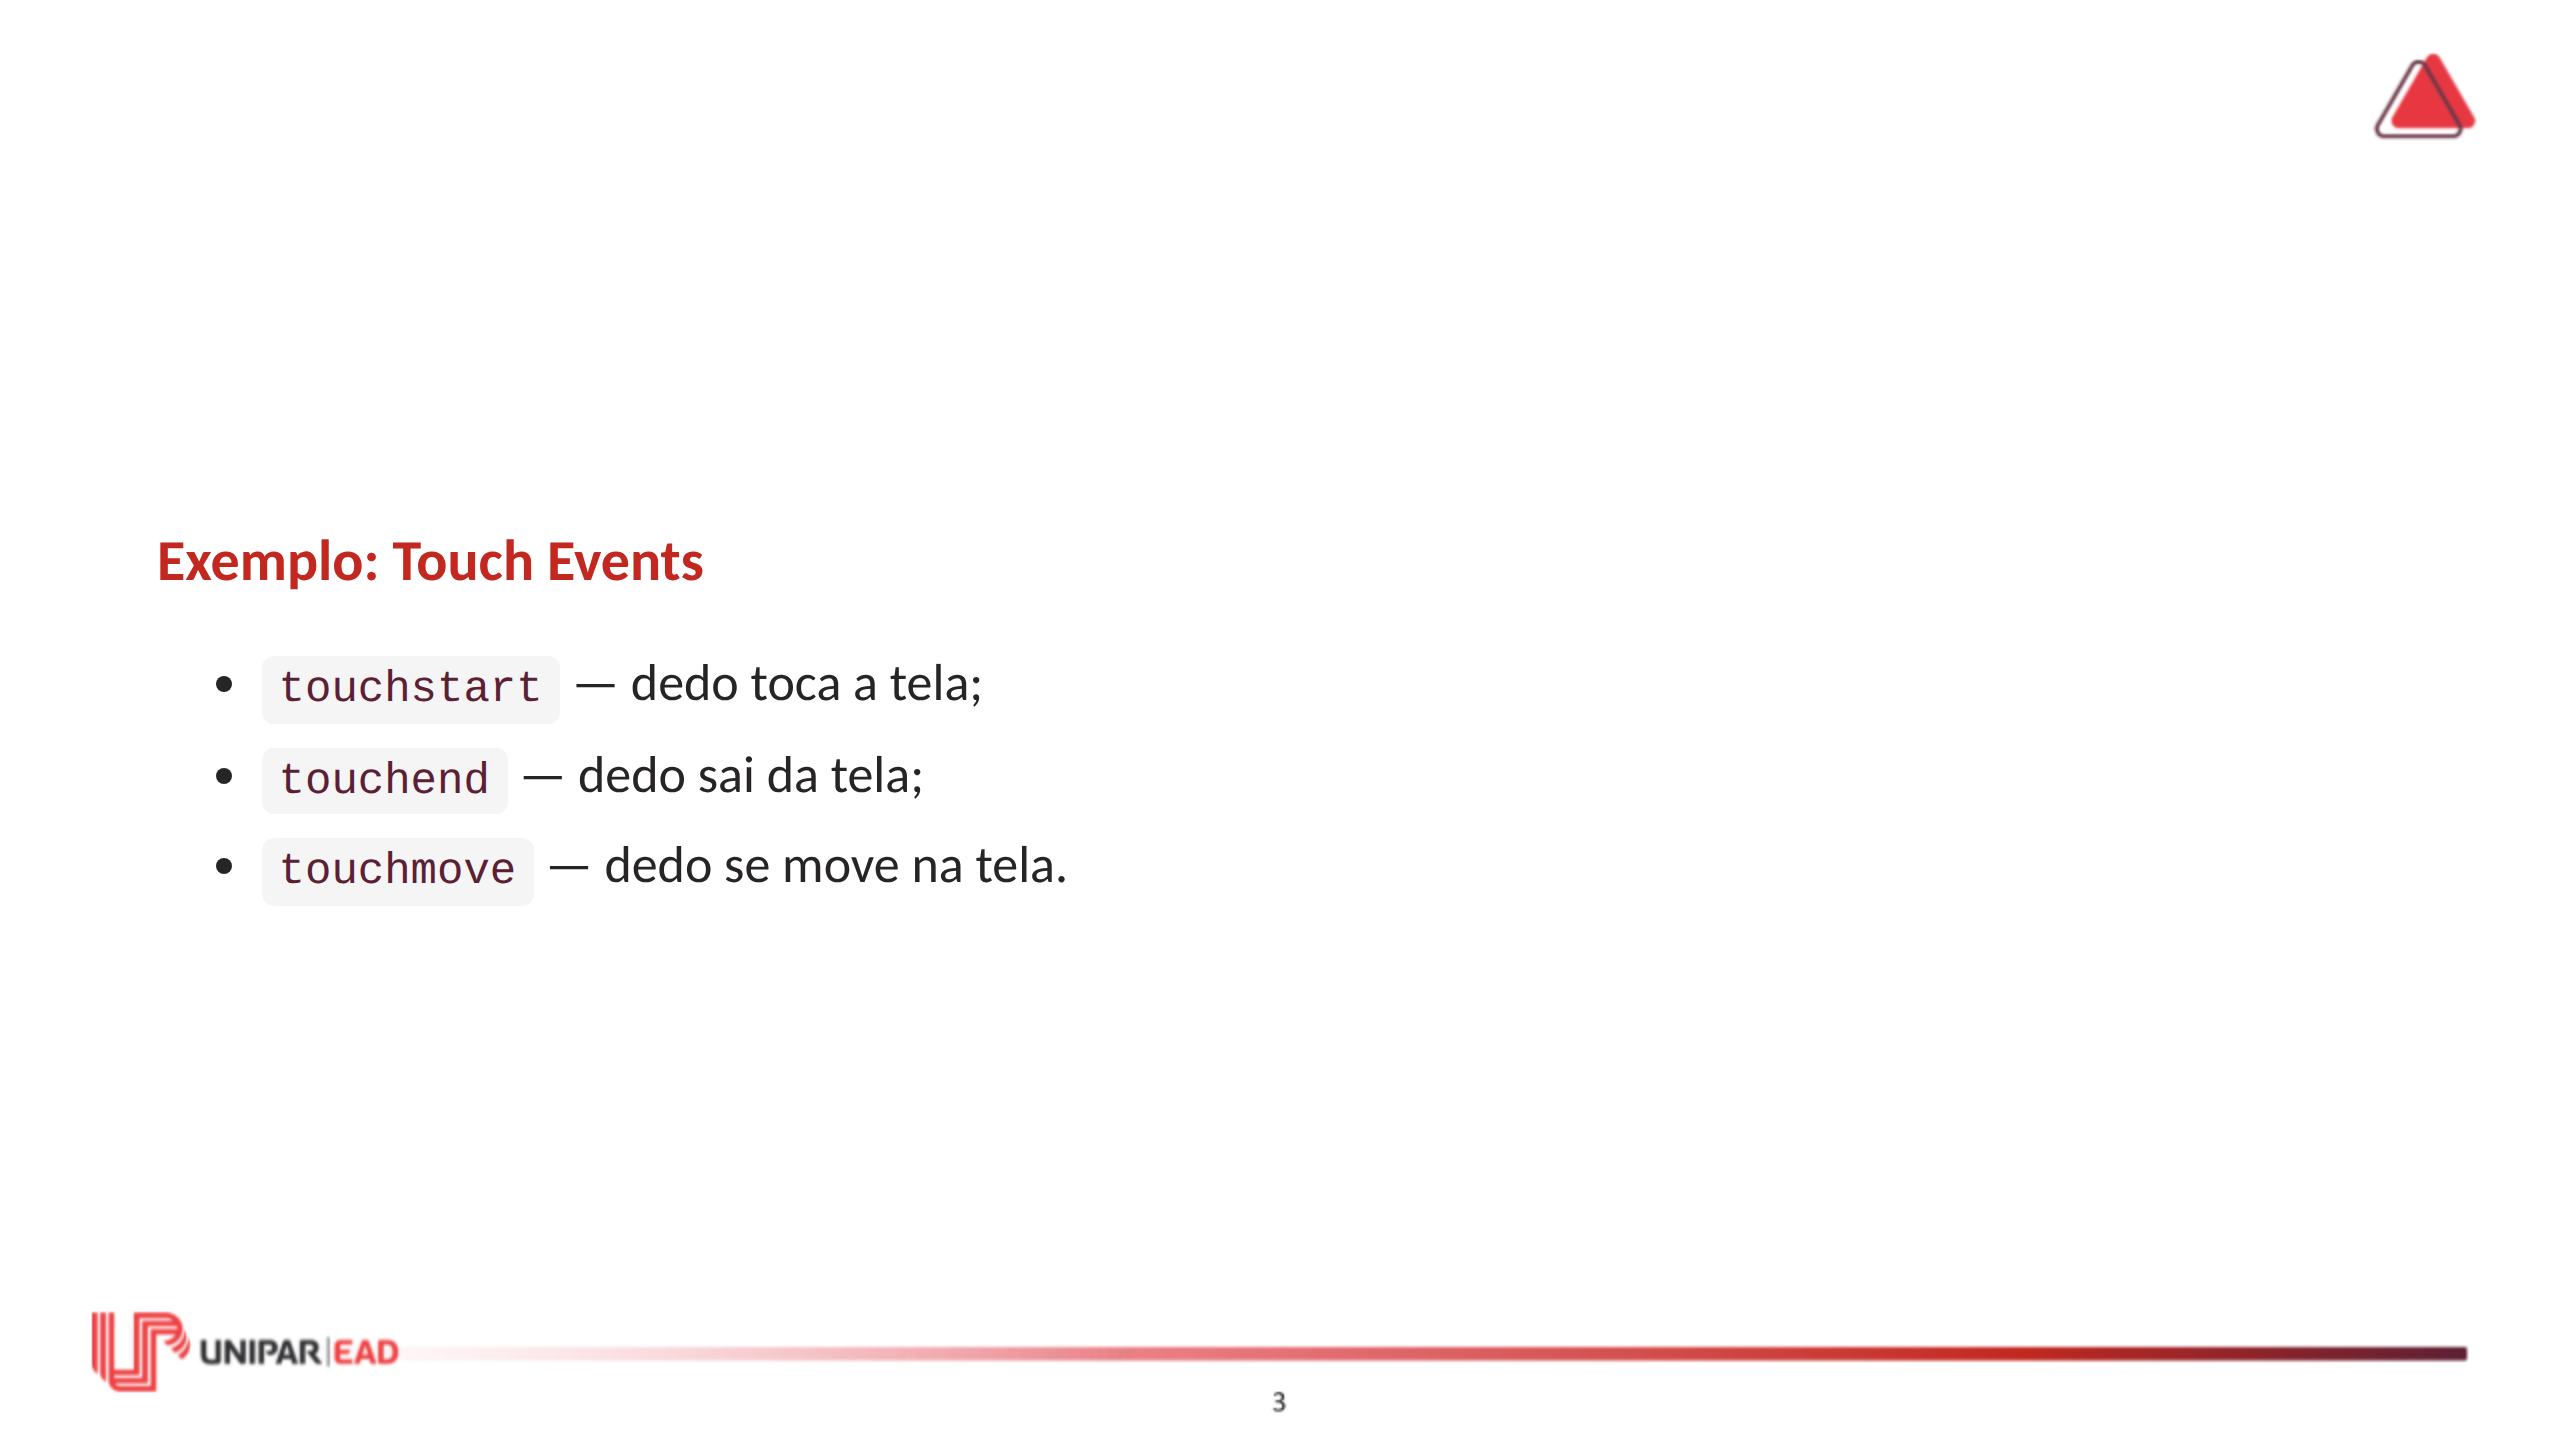 Exemplo: Touch Events
• touchstart — dedo toca a tela;
• touchend — dedo sai da tela;
• touchmove — dedo se move na tela.
UNIPAR|EAD
3